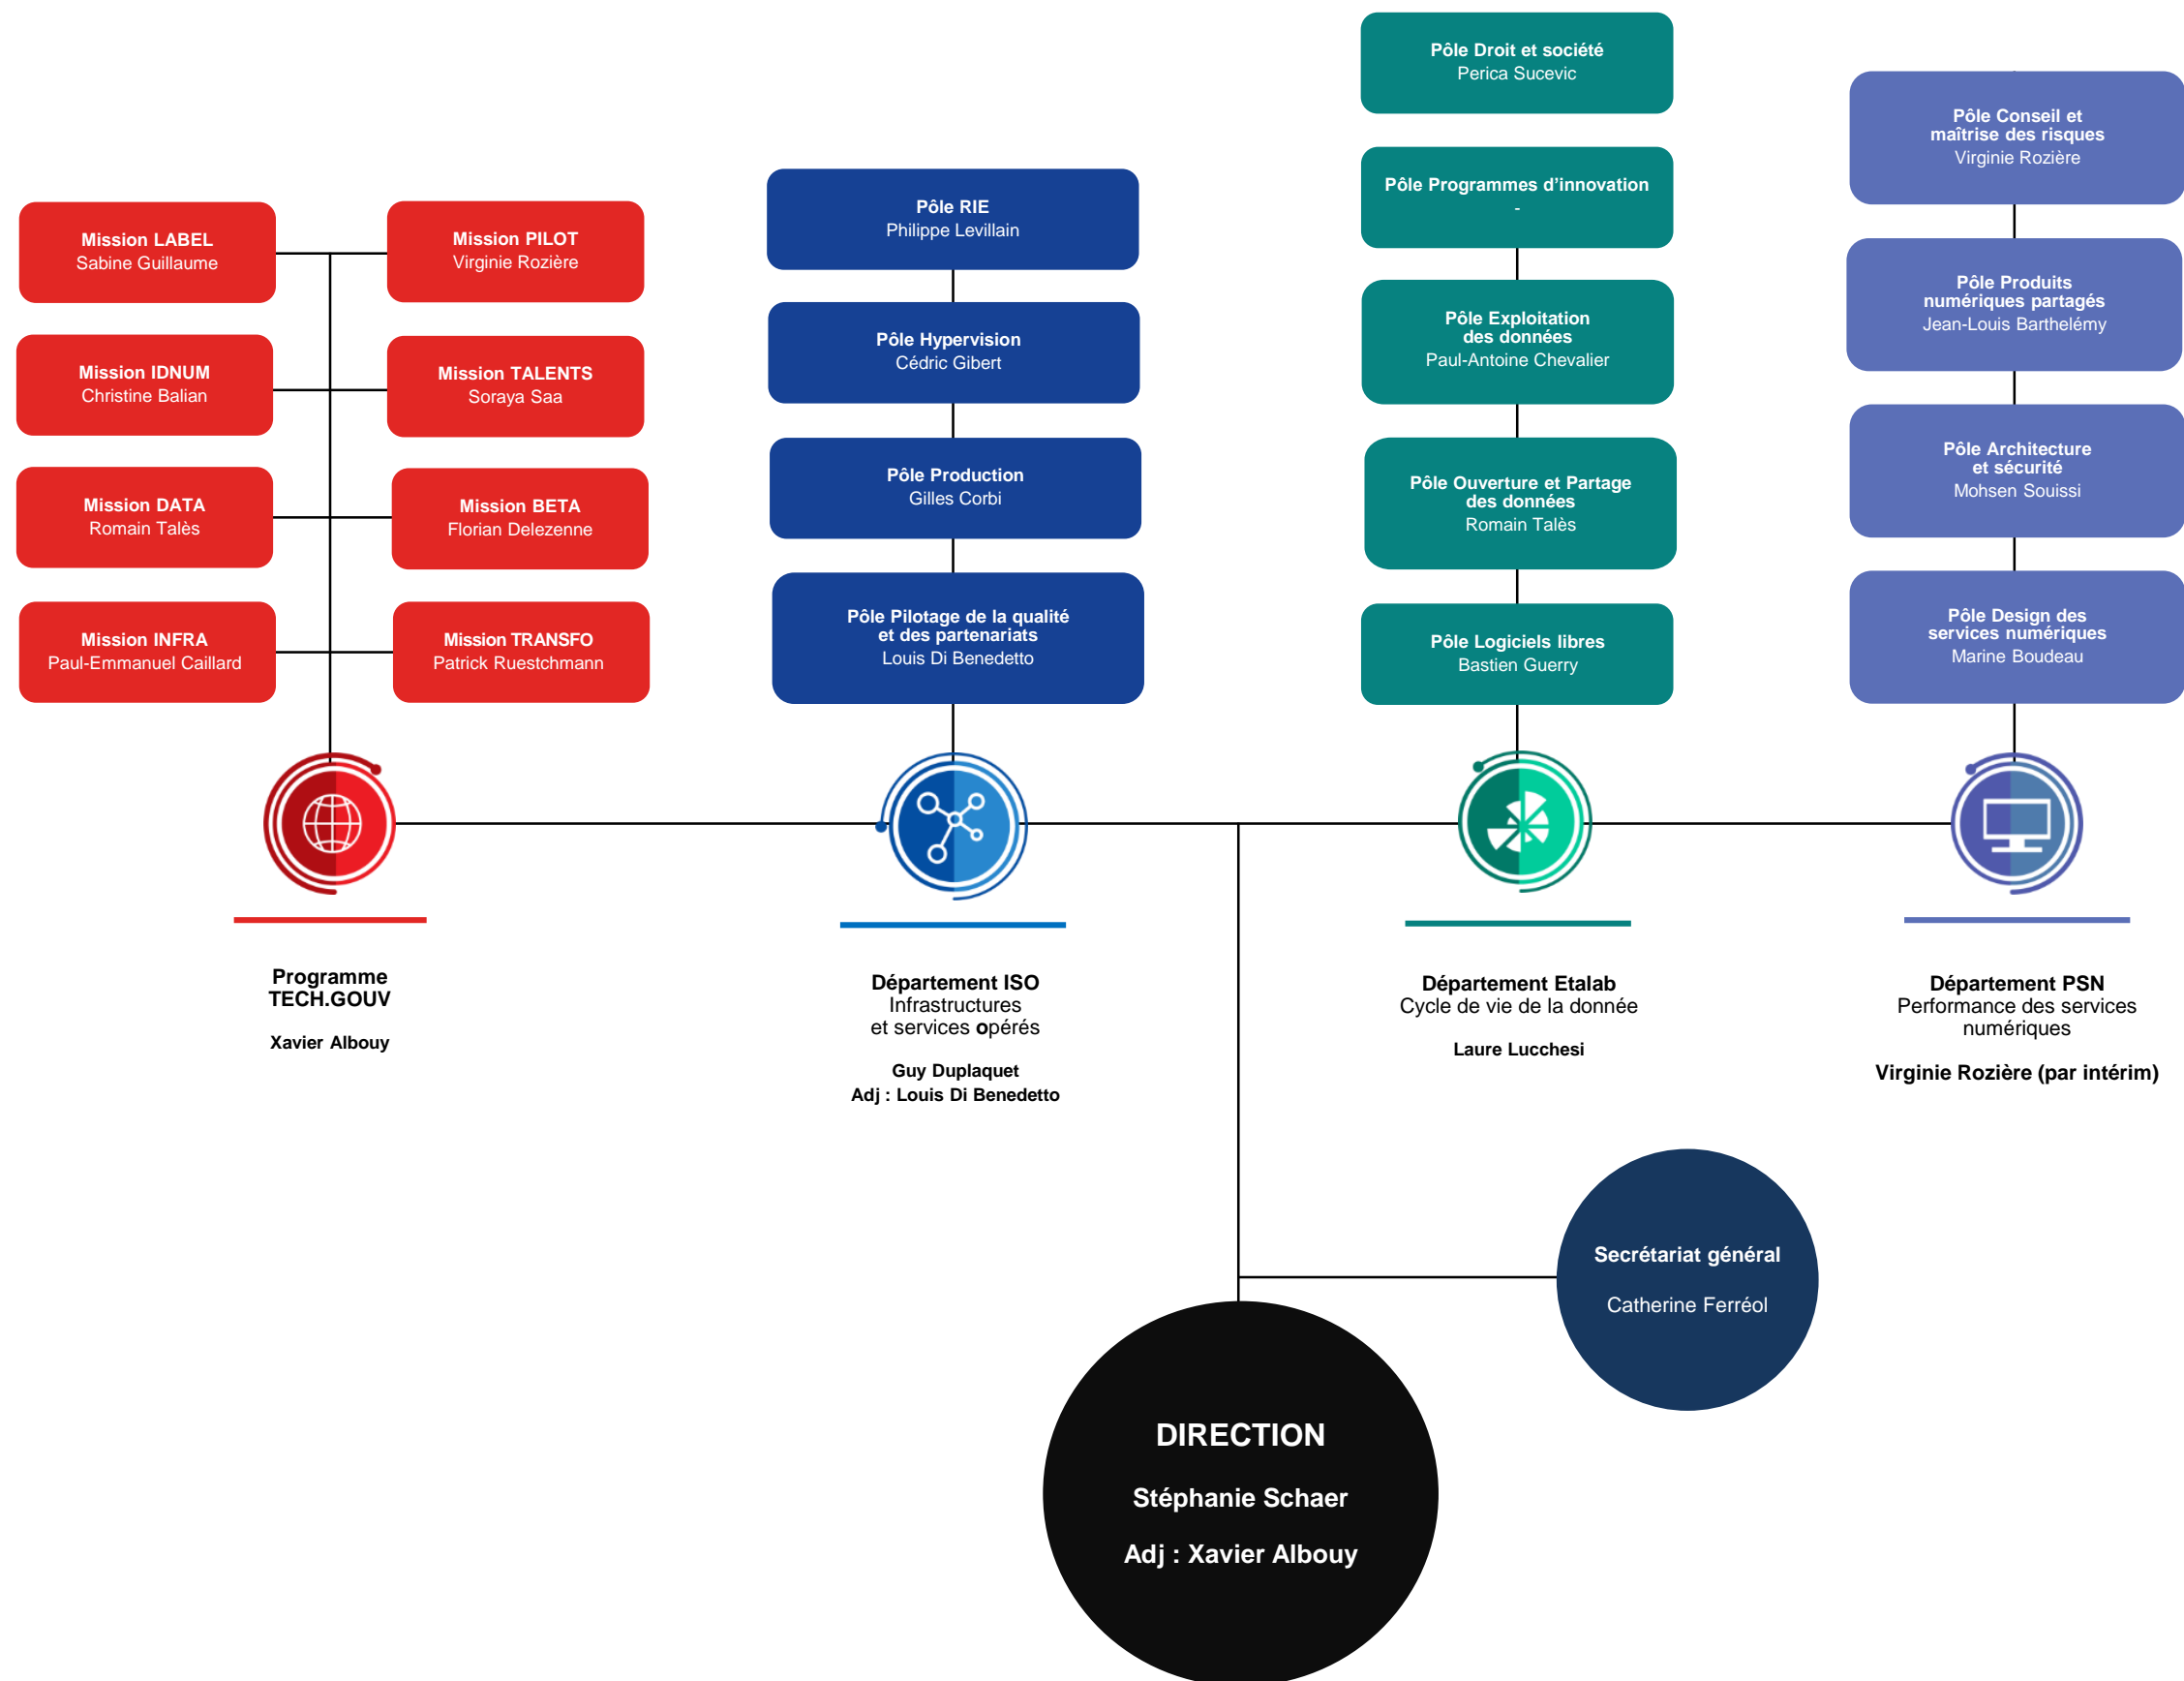 Mission LABEL
Sabine Guillaume
Mission PILOT
Virginie Rozière
Mission IDNUM
Christine Balian
Mission TALENTS
Soraya Saa
Mission DATA
Romain Talès
Mission BETA
Florian Delezenne
Mission INFRA
Paul-Emmanuel Caillard
Mission TRANSFO
Patrick Ruestchmann
Programme
TECH.GOUV
Xavier Albouy
Pôle RIE
Philippe Levillain
Pôle Hypervision
Cédric Gibert
Pôle Production
Gilles Corbi
Pôle Pilotage de la qualité
et des partenariats
Louis Di Benedetto
Département ISO
Infrastructures
et services opérés
Guy Duplaquet
Adj : Louis Di Benedetto
Pôle Droit et société
Perica Sucevic
Pôle Programmes d’innovation
-
Pôle Exploitation
des données
Paul-Antoine Chevalier
Pôle Ouverture et Partage
des données
Romain Talès
Pôle Logiciels libres
Bastien Guerry
Département Etalab
Cycle de vie de la donnée
Laure Lucchesi
Pôle Conseil et
maîtrise des risques
Virginie Rozière
Pôle Produits
numériques partagés
Jean-Louis Barthelémy
Pôle Architecture
et sécurité
Mohsen Souissi
Pôle Design des
services numériques
Marine Boudeau
Département PSN
Performance des services
numériques
Virginie Rozière (par intérim)
Secrétariat général
Catherine Ferréol
DIRECTION
Stéphanie Schaer
Adj : Xavier Albouy